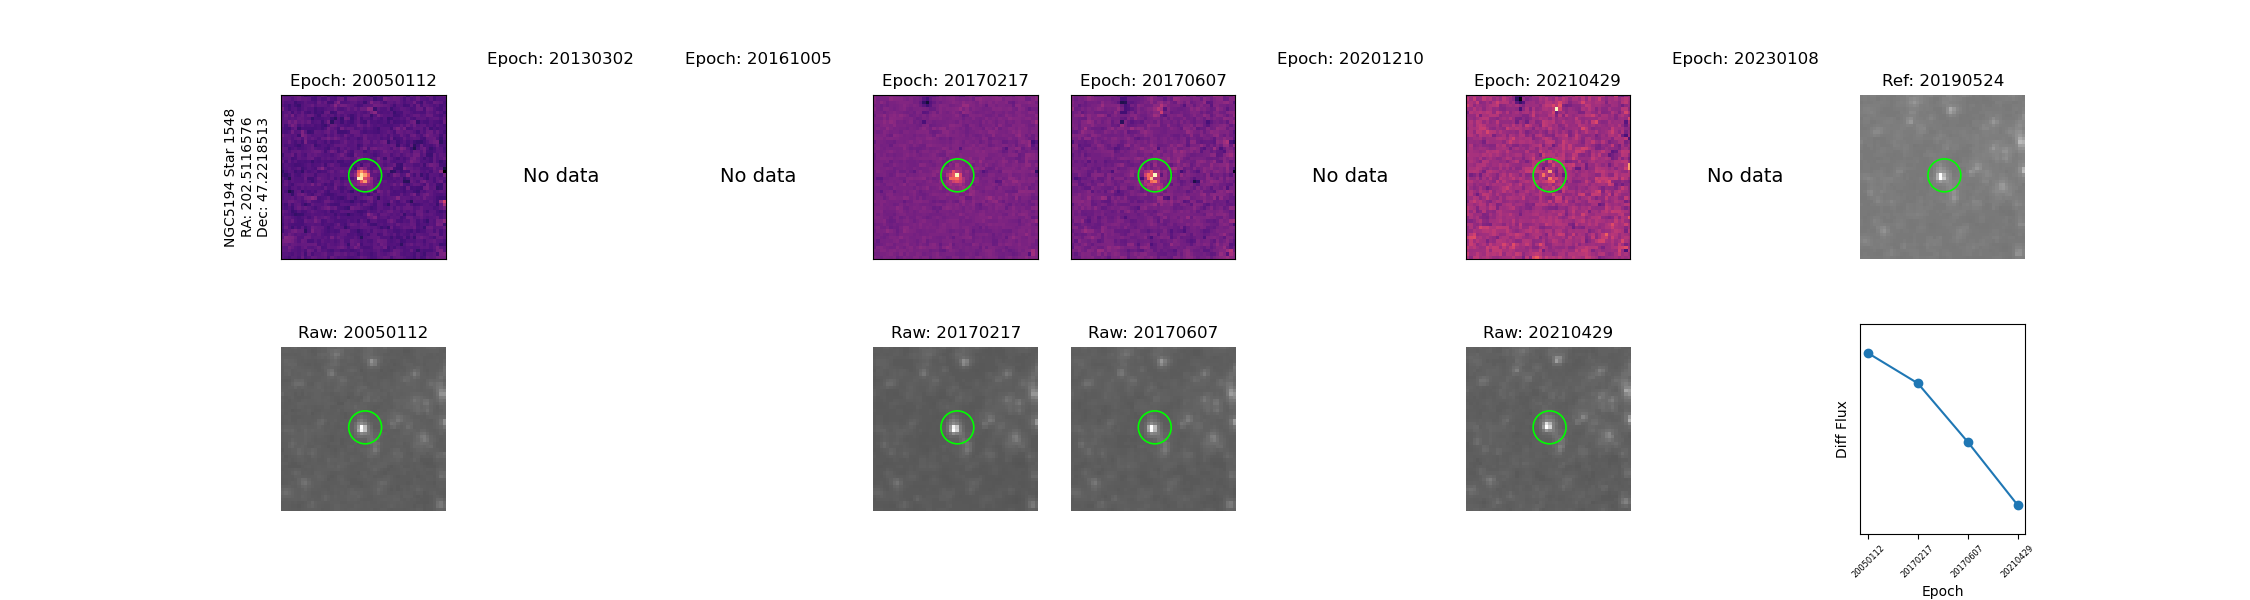 Epoch: 20130302
Epoch: 20161005
Epoch: 20201210
Epoch: 20230108
Epoch: 20050112
Epoch: 20170217
Epoch: 20170607
Epoch: 20210429
Ref: 20190524
NGC5194 Star 1548
RA: 202.5116576
Dec: 47.2218513
No data
No data
No data
No data
Raw: 20050112
Raw: 20170217
Raw: 20170607
Raw: 20210429
Diff Flux
20050112
20170217
20170607
20210429
Epoch